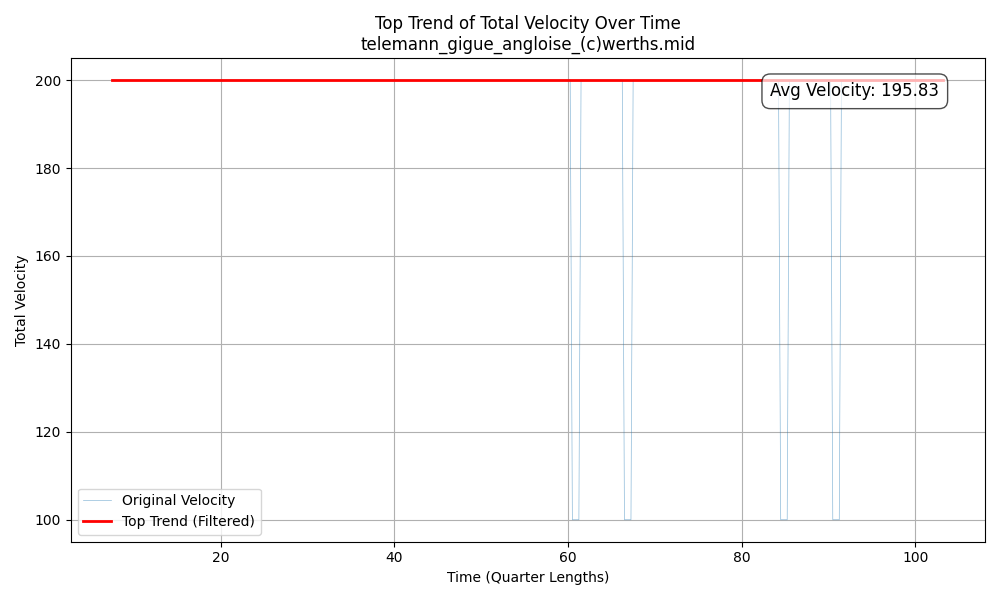 Top Trend of Total Velocity Over Time
telemann_gigue_angloise_(c)werths.mid
Avg Velocity: 195.83
Total Velocity
200
180
160
140
120
100
Original Velocity
Top Trend (Filtered)
20 40 60 80 100
Time (Quarter Lengths)